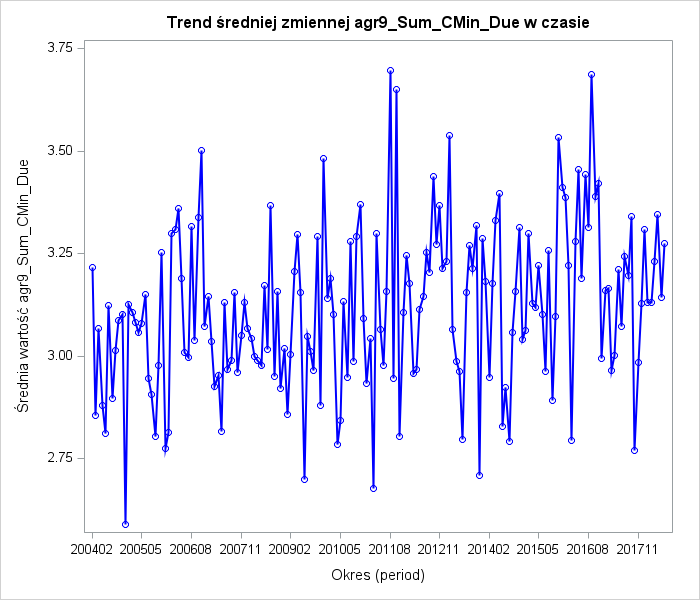 Trend średniej zmiennej agr9_Sum_CMin_Due w czasie
3.75
3.50
3.25
3.00
2.75
Średnia wartość agr9_Sum_CMin_Due
200402 200505 200608 200711 200902 201005 201108 201211 201402 201505 201608 201711
Okres (period)